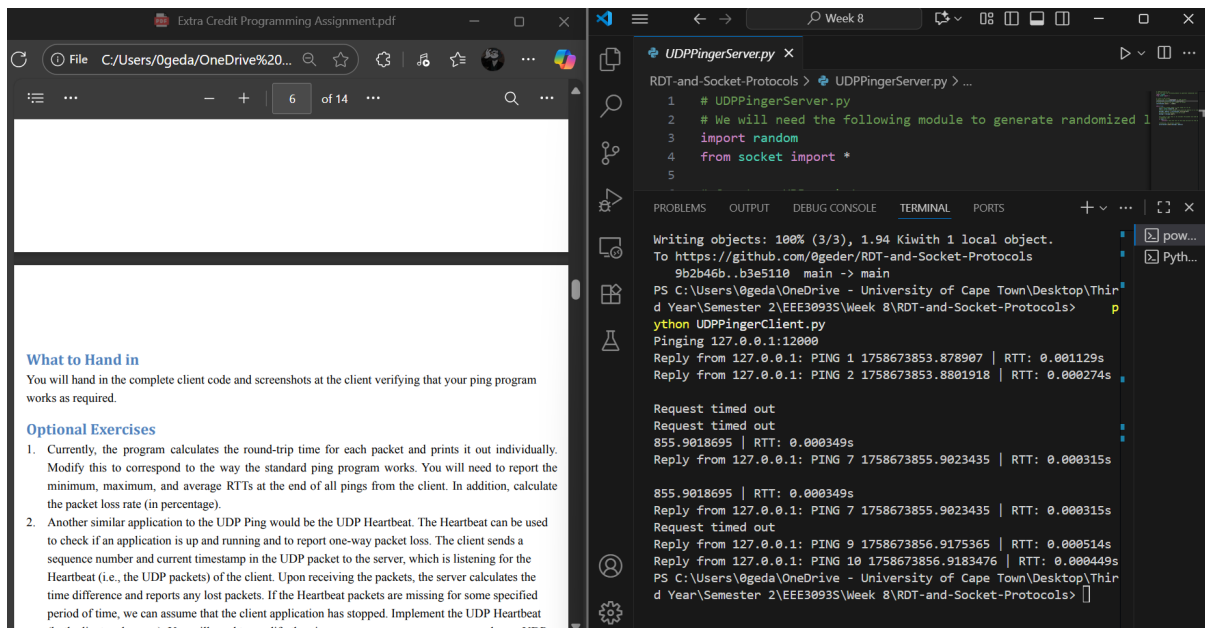 Extra Credit Programming Assignment.pdf
File C:/Users/0geda/OneDrive%20...
6 of 14
What to Hand in
You will hand in the complete client code and screenshots at the client verifying that your ping program
works as required.
Optional Exercises
1. Currently, the program calculates the round-trip time for each packet and prints it out individually.
Modify this to correspond to the way the standard ping program works. You will need to report the
minimum, maximum, and average RTTs at the end of all pings from the client. In addition, calculate
the packet loss rate (in percentage).
2. Another similar application to the UDP Ping would be the UDP Heartbeat. The Heartbeat can be used
to check if an application is up and running and to report one-way packet loss. The client sends a
sequence number and current timestamp in the UDP packet to the server, which is listening for the
Heartbeat (i.e., the UDP packets) of the client. Upon receiving the packets, the server calculates the
time difference and reports any lost packets. If the Heartbeat packets are missing for some specified
period of time, we can assume that the client application has stopped. Implement the UDP Heartbeat
Week 8
UDPPingerServer.py
RDT-and-Socket-Protocols > UDPPingerServer.py > ...
1 # UDPPingerServer.py
2 # We will need the following module to generate randomized l
3 import random
4 from socket import *
5
PROBLEMS OUTPUT DEBUG CONSOLE TERMINAL PORTS
pow...
Pyth...
Writing objects: 100% (3/3), 1.94 Kiwith 1 local object.
To https://github.com/0geder/RDT-and-Socket-Protocols
9b2b46b..b3e5110 main -> main
PS C:\Users\0geda\OneDrive - University of Cape Town\Desktop\Thir
d Year\Semester 2\EEE3093S\Week 8\RDT-and-Socket-Protocols> p
ython UDPPingerClient.py
Pinging 127.0.0.1:12000
Reply from 127.0.0.1: PING 1 1758673853.878907 | RTT: 0.001129s
Reply from 127.0.0.1: PING 2 1758673853.8801918 | RTT: 0.000274s
Request timed out
Request timed out
855.9018695 | RTT: 0.000349s
Reply from 127.0.0.1: PING 7 1758673855.9023435 | RTT: 0.000315s
855.9018695 | RTT: 0.000349s
Reply from 127.0.0.1: PING 7 1758673855.9023435 | RTT: 0.000315s
Request timed out
Reply from 127.0.0.1: PING 9 1758673856.9175365 | RTT: 0.000514s
Reply from 127.0.0.1: PING 10 1758673856.9183476 | RTT: 0.000449s
PS C:\Users\0geda\OneDrive - University of Cape Town\Desktop\Thir
d Year\Semester 2\EEE3093S\Week 8\RDT-and-Socket-Protocols>